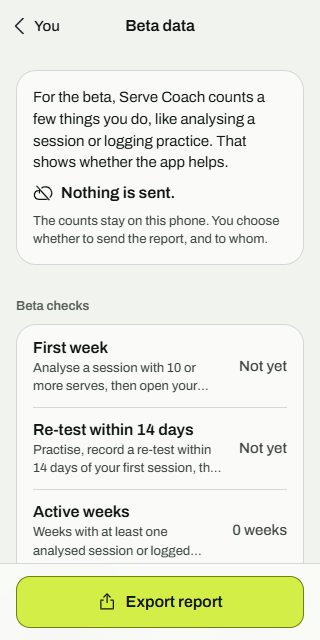 You
Beta data
For the beta, Serve Coach counts a
few things you do, like analysing a
session or logging practice. That
shows whether the app helps.
Nothing is sent.
The counts stay on this phone. You choose
whether to send the report, and to whom.
Beta checks
First week
Analyse a session with 10 or
more serves, then open your…
Not yet
Re-test within 14 days
Practise, record a re-test within
14 days of your first session, th…
Not yet
Active weeks
Weeks with at least one
analysed session or logged…
0 weeks
Export report